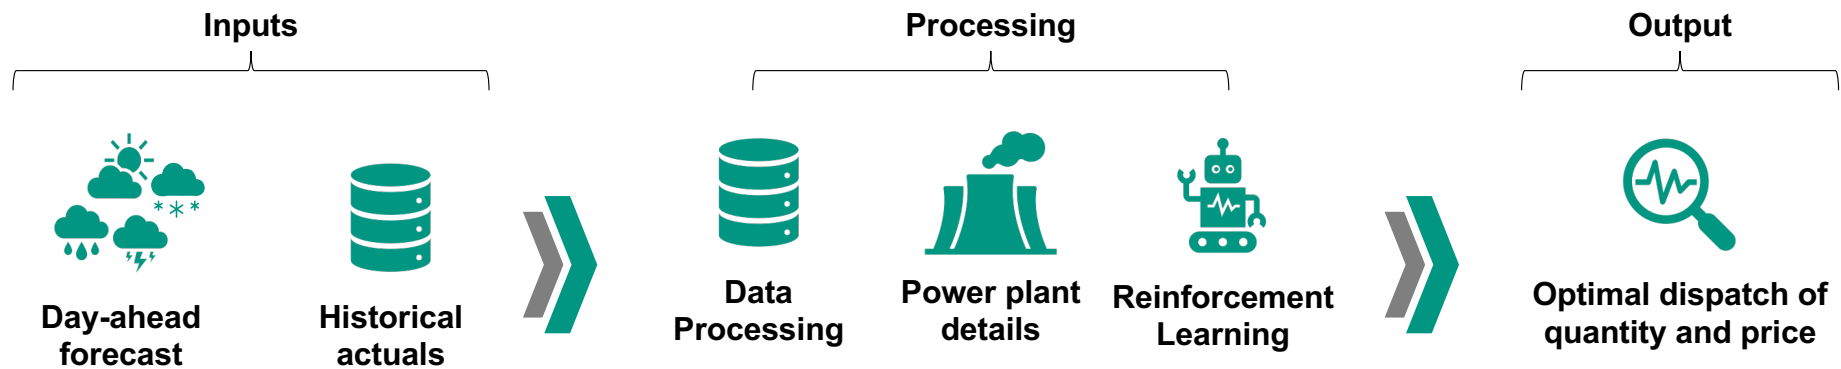 Inputs
Processing
Output
Day-ahead
forecast
Historical
actuals
Data
Processing
Power plant
details
Reinforcement
Learning
Optimal dispatch of
quantity and price